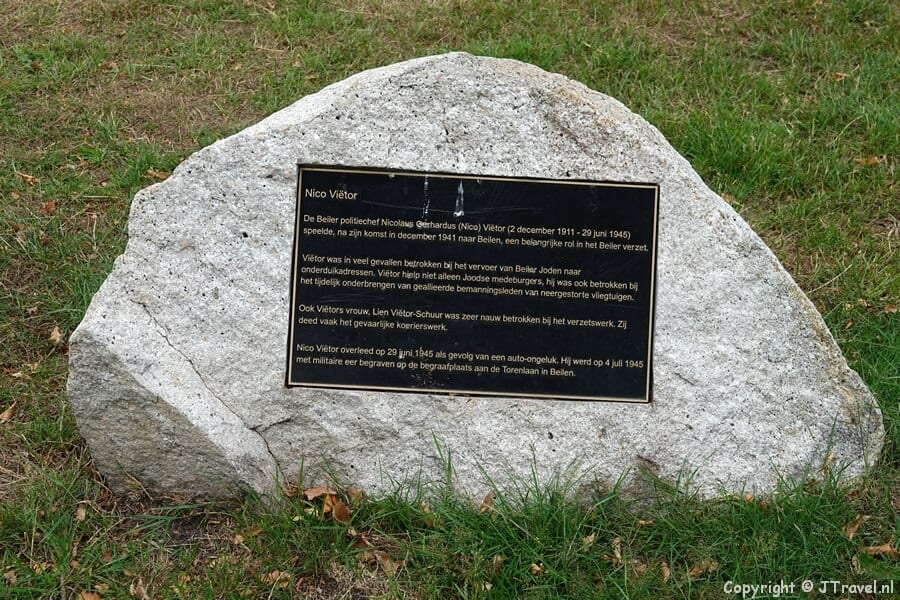 Nico Viëtor
De Beiler politiechef Nicolaus Gerhardus (Nico) Viëtor (2 december 1911 - 29 juni 1945)
speelde, na zijn komst in december 1941 naar Beilen, een belangrijke rol in het Beiler verzet.
Viëtor was in veel gevallen betrokken bij het vervoer van Beiler Joden naar
onderduikadressen. Viëtor hielp niet alleen Joodse medeburgers, hij was ook betrokken bij
het tijdelijk onderbrengen van geallieerde bemanningsleden van neergestorte vliegtuigen.
Ook Viëtors vrouw, Lien Viëtor-Schuur was zeer nauw betrokken bij het verzetswerk. Zij
deed vaak het gevaarlijke koerierswerk.
Nico Viëtor overleed op 29 juni 1945 als gevolg van een auto-ongeluk. Hij werd op 4 juli 1945
met militaire eer begraven op de begraafplaats aan de Torenlaan in Beilen.
Copyright © JTravel.nl